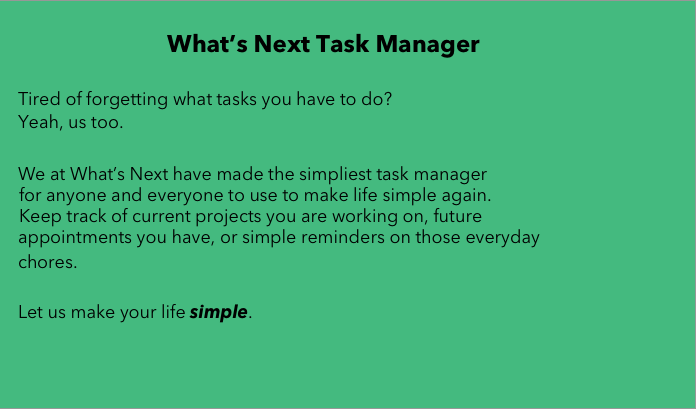 What’s Next Task Manager
Tired of forgetting what tasks you have to do?
Yeah, us too.
We at What’s Next have made the simpliest task manager
for anyone and everyone to use to make life simple again.
Keep track of current projects you are working on, future
appointments you have, or simple reminders on those everyday
chores.
Let us make your life simple.